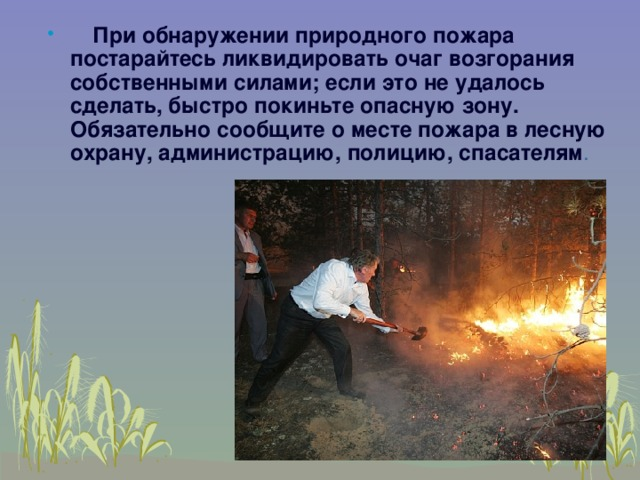 При обнаружении природного пожара
постарайтесь ликвидировать очаг возгорания
собственными силами; если это не удалось
сделать, быстро покиньте опасную зону.
Обязательно сообщите о месте пожара в лесную
охрану, администрацию, полицию, спасателям.